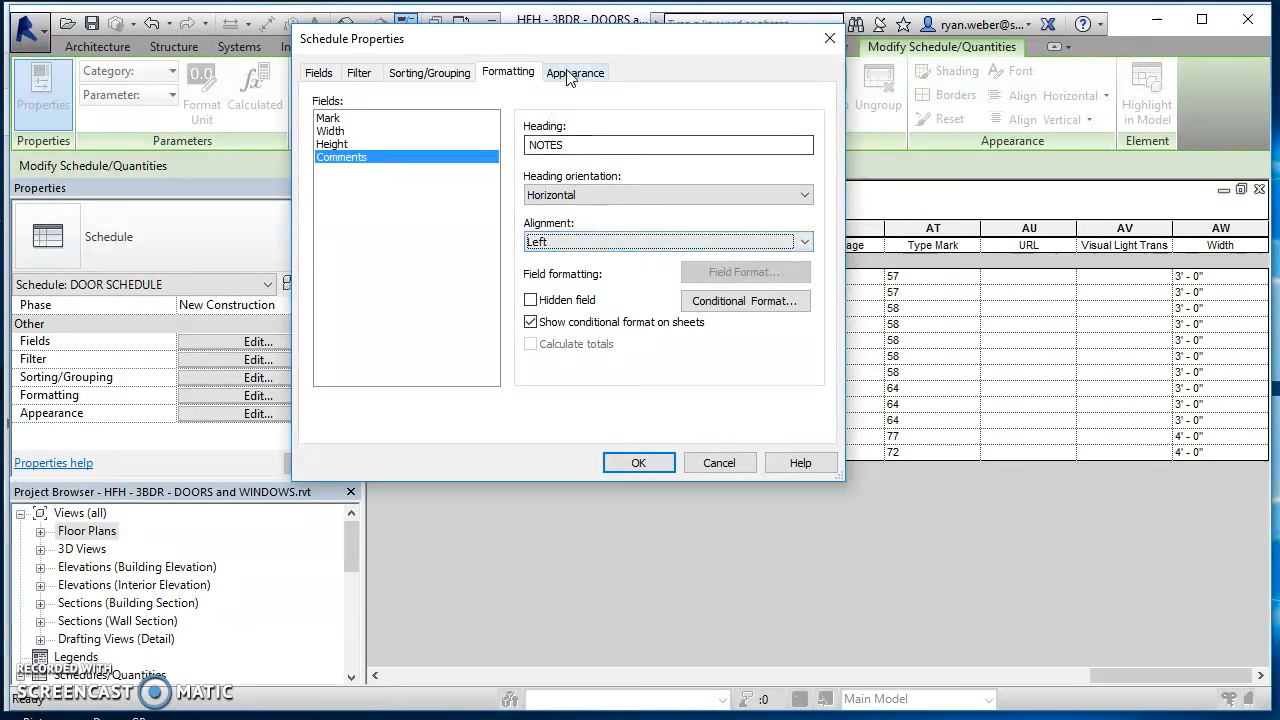 HFH - 3BDR - DOORS a
ryan.weber@s...
Architecture
Structure
Systems
Modify Schedule/Quantities
Schedule Properties
Fields
Filter
Sorting/Grouping
Formatting
Appearance
Properties
Category:
Parameter:
Format
Unit
Calculated
Parameters
Ungroup
Shading
Borders
Reset
Font
Align Horizontal
Align Vertical
Appearance
Highlight
in Model
Element
Modify Schedule/Quantities
Properties
Schedule
Schedule: DOOR SCHEDULE
Phase New Construction
Other
Fields Edit...
Filter Edit...
Sorting/Grouping Edit...
Formatting Edit...
Appearance Edit...
Properties help
Fields:
Mark
Width
Height
Comments
Heading:
NOTES
Heading orientation:
Horizontal
Alignment:
Left
Field formatting:
Field Format...
Hidden field
Conditional Format...
Show conditional format on sheets
Calculate totals
OK
Cancel
Help
AT AU AV AW
age Type Mark URL Visual Light Trans Width
57 3' - 0"
57 3' - 0"
58 3' - 0"
58 3' - 0"
58 3' - 0"
58 3' - 0"
58 3' - 0"
64 3' - 0"
64 3' - 0"
64 3' - 0"
77 4' - 0"
72 4' - 0"
Project Browser - HFH - 3BDR - DOORS and WINDOWS.rvt
Views (all)
Floor Plans
3D Views
Elevations (Building Elevation)
Elevations (Interior Elevation)
Sections (Building Section)
Sections (Wall Section)
Drafting Views (Detail)
Legends
Schedules/Quantities
RECORDED WITH
SCREENCAST MATIC
Ready
:0
Main Model